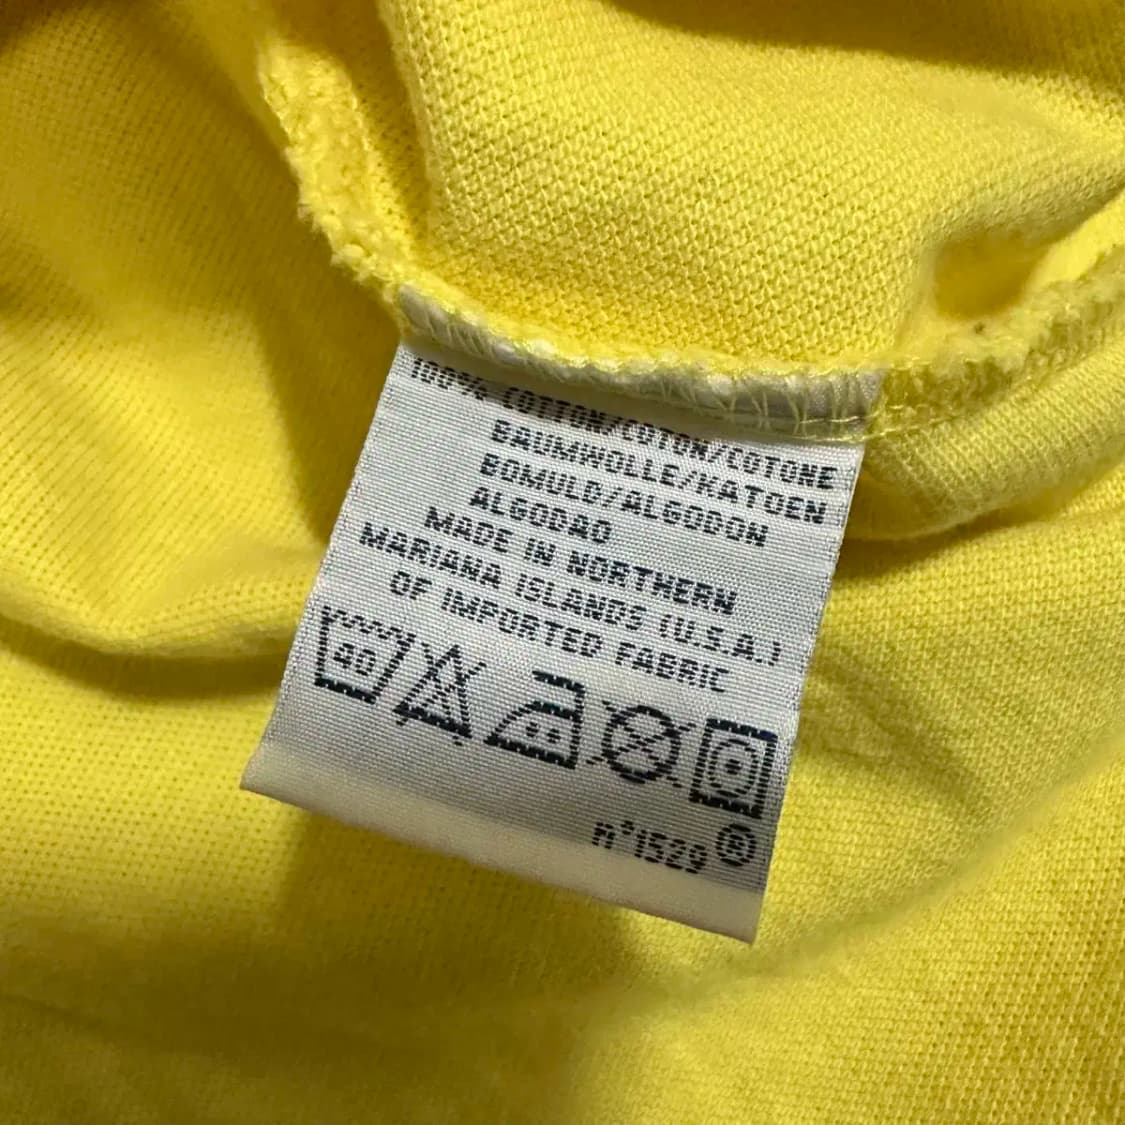 100% COTTON/COTON/COTONE
BAUMWOLLE/KATOEN
BOMULD/ALGODON
ALGODAO
MADE IN NORTHERN
MARIANA ISLANDS (U.S.A.)
OF IMPORTED FABRIC
40
n°1529 ®